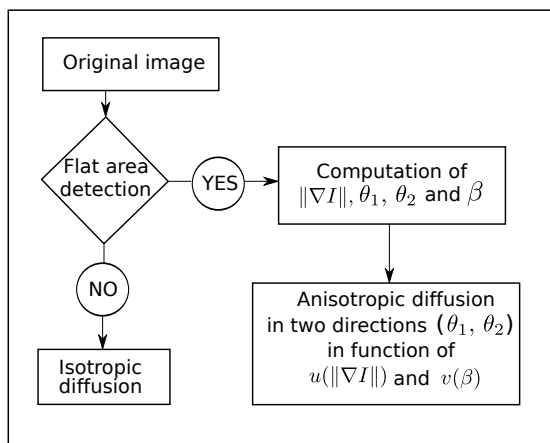 Original image
Flat area
detection
YES
Computation of
∥∇I∥, θ₁, θ₂ and β
NO
Anisotropic diffusion
in two directions (θ₁, θ₂)
in function of
u(∥∇I∥) and v(β)
Isotropic
diffusion